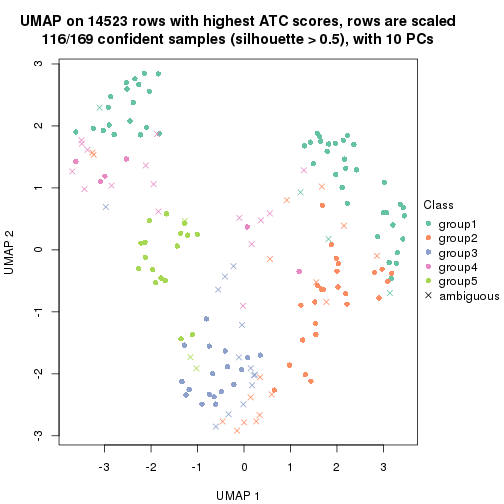 UMAP on 14523 rows with highest ATC scores, rows are scaled
116/169 confident samples (silhouette > 0.5), with 10 PCs
3
2
1
0
-1
-2
-3
UMAP 2
-3
-2
-1
0
1
2
3
UMAP 1
Class
group1
group2
group3
group4
group5
ambiguous